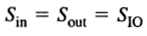 S_in = S_out = S_IO